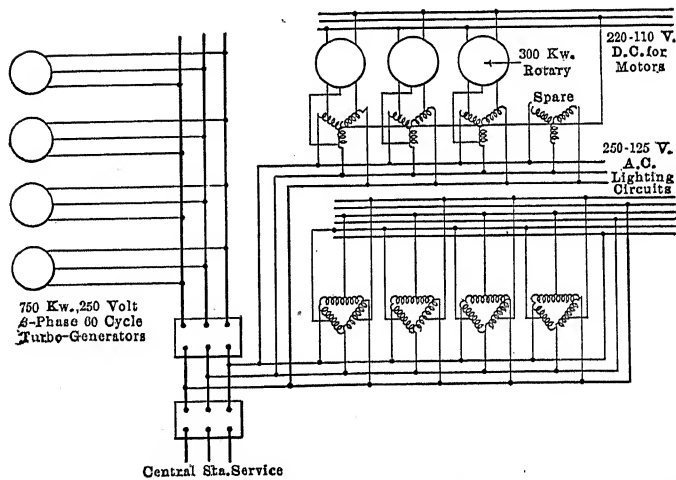 220-110 V.
D.C. for
Motors
300 Kw.
Rotary
Spare
250-125 V.
A.C.
Lighting
Circuits
750 Kw., 250 Volt
3-Phase 60 Cycle
Turbo-Generators
Central Sta. Service